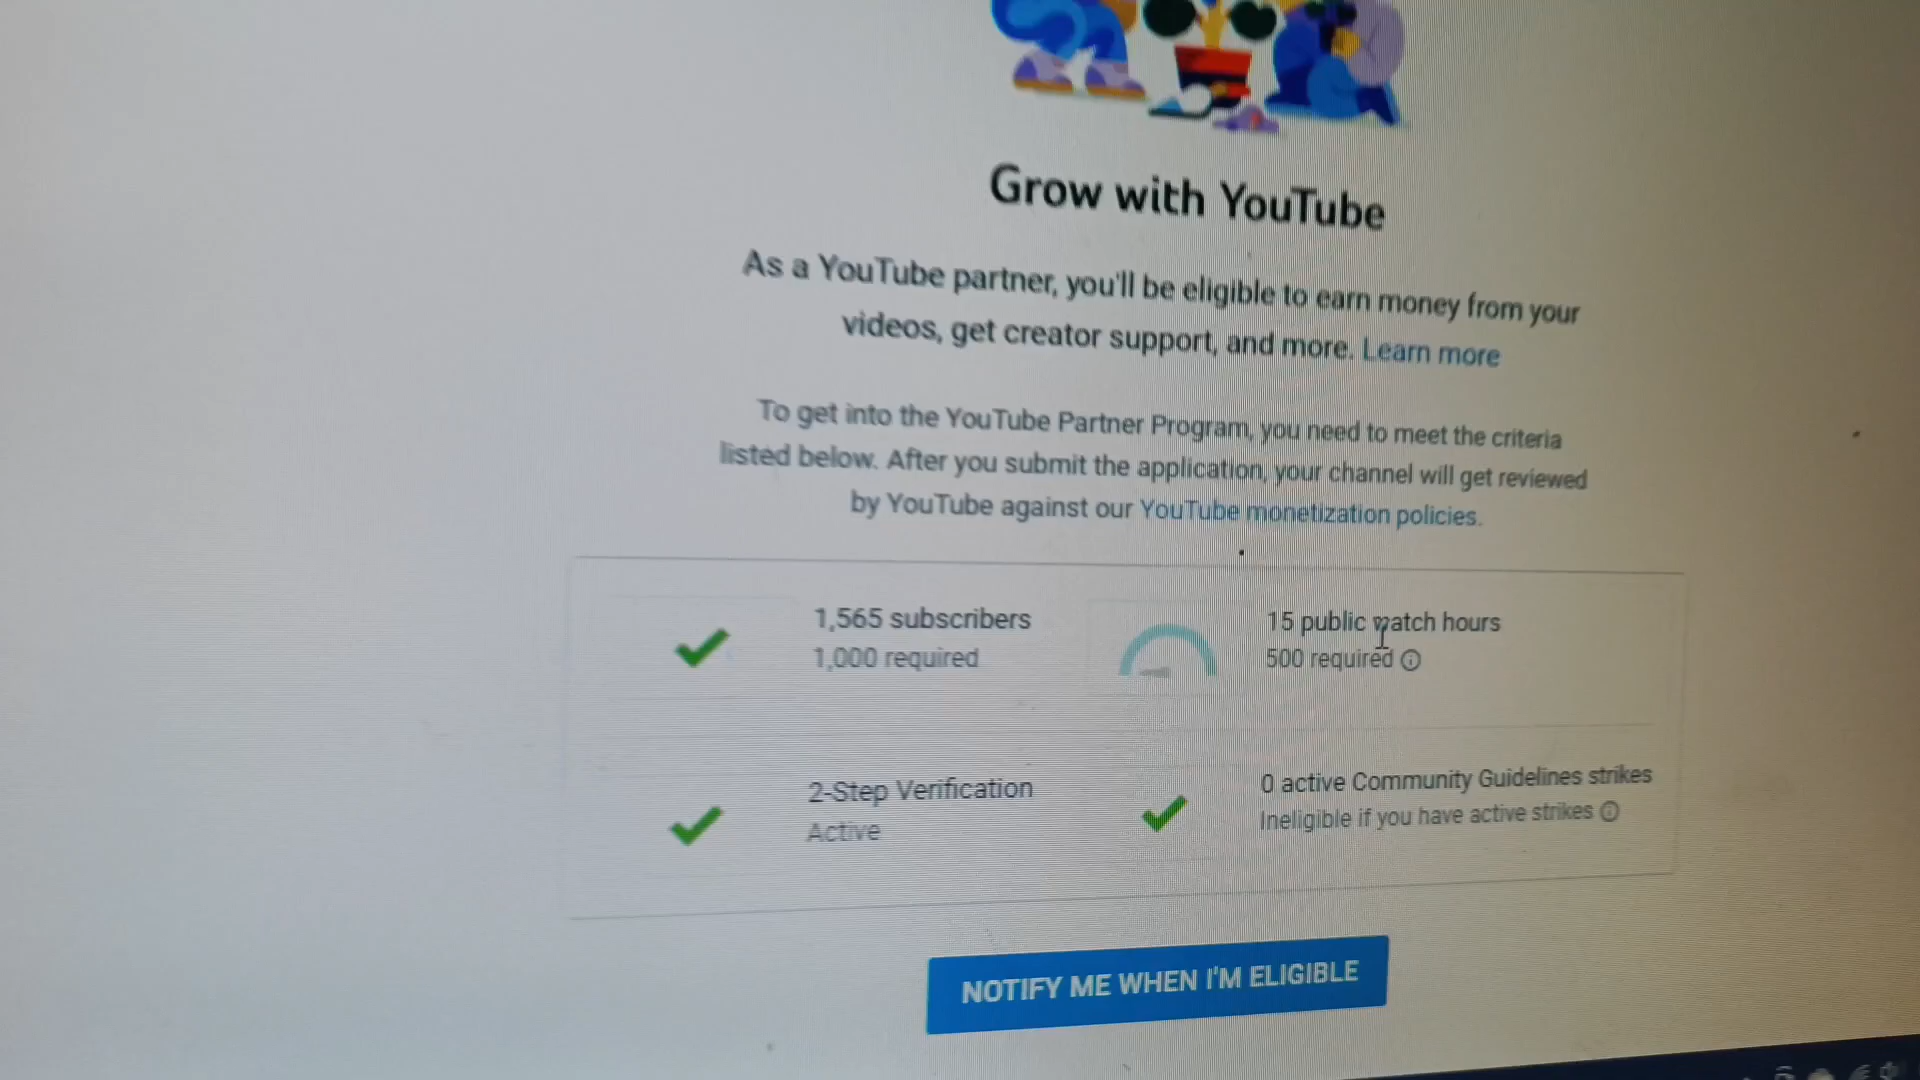 Grow with YouTube
As a YouTube partner, you'll be eligible to earn money from your
videos, get creator support, and more. Learn more
To get into the YouTube Partner Program, you need to meet the criteria
listed below. After you submit the application, your channel will get reviewed
by YouTube against our YouTube monetization policies.
1,565 subscribers
1,000 required
15 public watch hours
500 required
2-Step Verification
Active
0 active Community Guidelines strikes
Ineligible if you have active strikes
NOTIFY ME WHEN I'M ELIGIBLE